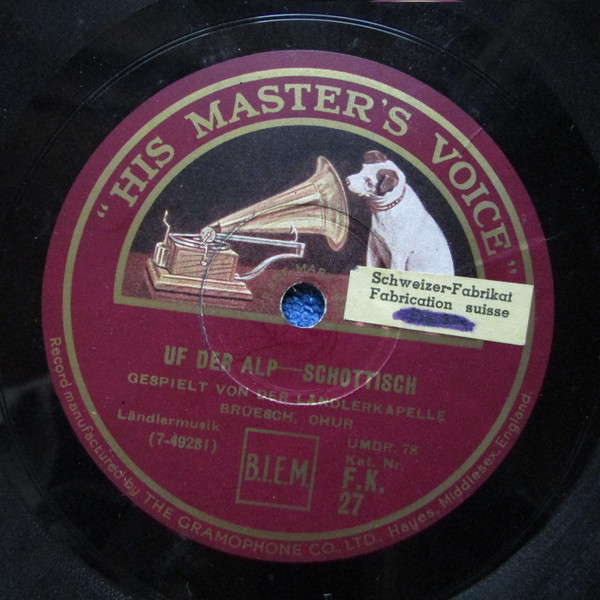 "HIS MASTER'S VOICE"
Schweizer-Fabrikat
Fabrication suisse
UF DER ALP—SCHOTTISCH
GESPIELT VON DER LÄNDLERKAPELLE
BRÜESCH, CHUR
Ländlermusik
(7-49281)
UMDR. 78
Kat. Nr.
B.I.E.M.
F.K.
27
Record manufactured by THE GRAMOPHONE CO., LTD., Hayes, Middlesex, England.